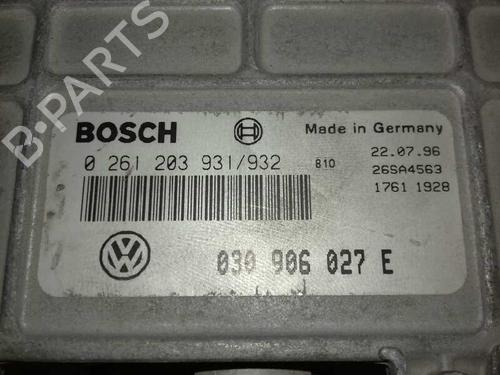 B-PARTS
BOSCH
Made in Germany
0 261 203 931/932 810
22.07.96
26SA4563
1761 1928
030 906 027 E